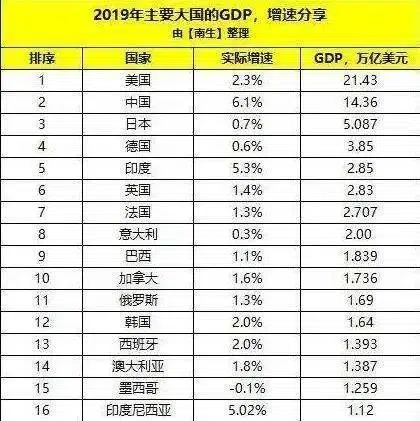 2019年主要大国的GDP，增速分享
由【南生】整理
排序 国家 实际增速 GDP，万亿美元
1 美国 2.3% 21.43
2 中国 6.1% 14.36
3 日本 0.7% 5.087
4 德国 0.6% 3.85
5 印度 5.3% 2.85
6 英国 1.4% 2.83
7 法国 1.3% 2.707
8 意大利 0.3% 2.00
9 巴西 1.1% 1.839
10 加拿大 1.6% 1.736
11 俄罗斯 1.3% 1.69
12 韩国 2.0% 1.64
13 西班牙 2.0% 1.393
14 澳大利亚 1.8% 1.387
15 墨西哥 -0.1% 1.259
16 印度尼西亚 5.02% 1.12